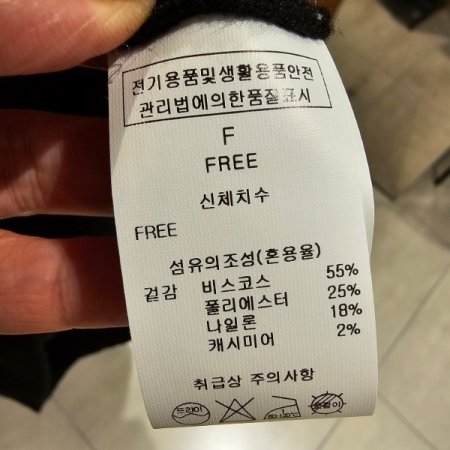 전기용품및생활용품안전
관리법에의한품질표시
F
FREE
신체치수
FREE
섬유의조성(혼용율)
겉감 비스코스 55%
폴리에스터 25%
나일론 18%
캐시미어 2%
취급상 주의사항
드라이